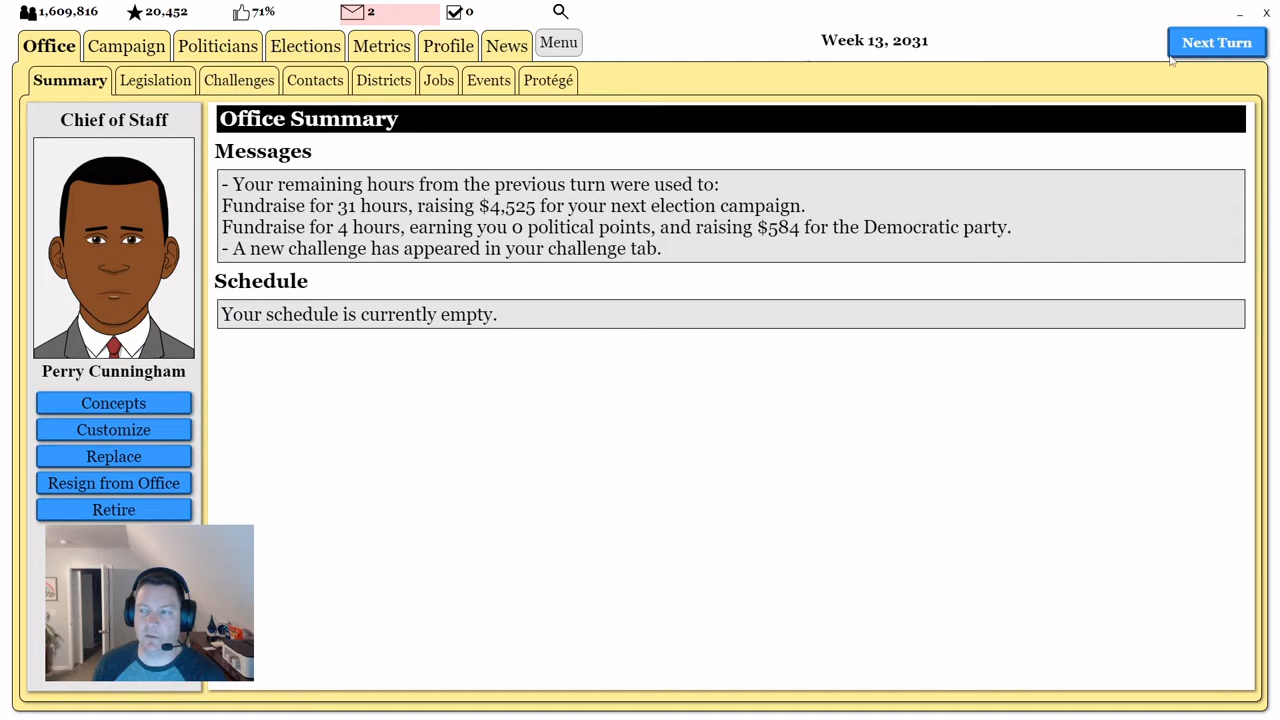 1,609,816 20,452 71% 2 0
_ X
Office Campaign Politicians Elections Metrics Profile News Menu
Week 13, 2031
Next Turn
Summary Legislation Challenges Contacts Districts Jobs Events Protégé
Chief of Staff
Perry Cunningham
Concepts
Customize
Replace
Resign from Office
Retire
Office Summary
Messages
- Your remaining hours from the previous turn were used to:
Fundraise for 31 hours, raising $4,525 for your next election campaign.
Fundraise for 4 hours, earning you 0 political points, and raising $584 for the Democratic party.
- A new challenge has appeared in your challenge tab.
Schedule
Your schedule is currently empty.